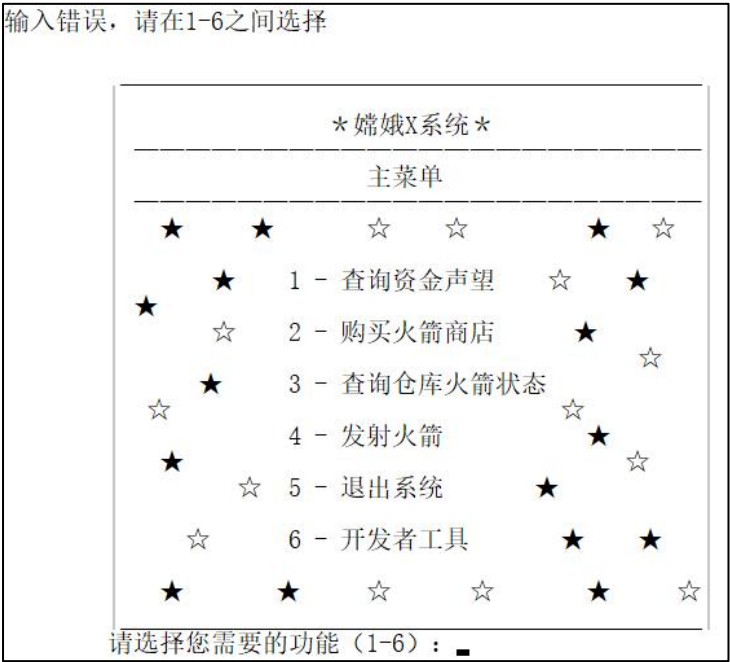 输入错误，请在1-6之间选择
*嫦娥X系统*
主菜单
★ ★ ☆ ☆ ★ ☆
★ 1 - 查询资金声望 ☆ ★
★
☆ 2 - 购买火箭商店 ★
☆
★ 3 - 查询仓库火箭状态
☆ ☆
4 - 发射火箭 ★
★ ☆
☆ 5 - 退出系统 ★
☆ 6 - 开发者工具 ★ ★
★ ★ ☆ ☆ ★ ☆
请选择您需要的功能（1-6）：